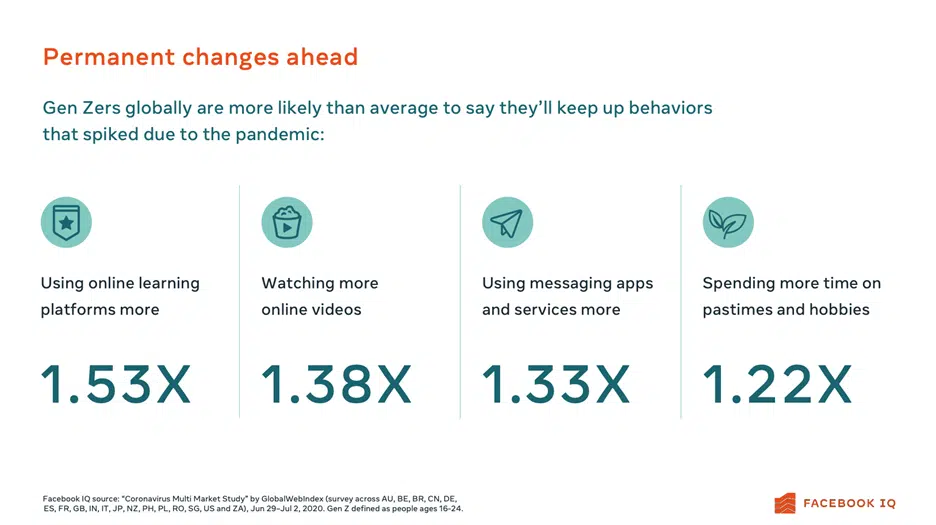 Permanent changes ahead
Gen Zers globally are more likely than average to say they’ll keep up behaviors
that spiked due to the pandemic:
Using online learning
platforms more
1.53X
Watching more
online videos
1.38X
Using messaging apps
and services more
1.33X
Spending more time on
pastimes and hobbies
1.22X
Facebook IQ source: “Coronavirus Multi Market Study” by GlobalWebIndex (survey across AU, BE, BR, CN, DE,
ES, FR, GB, IN, IT, JP, NZ, PH, PL, RO, SG, US and ZA), Jun 29–Jul 2, 2020. Gen Z defined as people ages 16-24.
FACEBOOK IQ